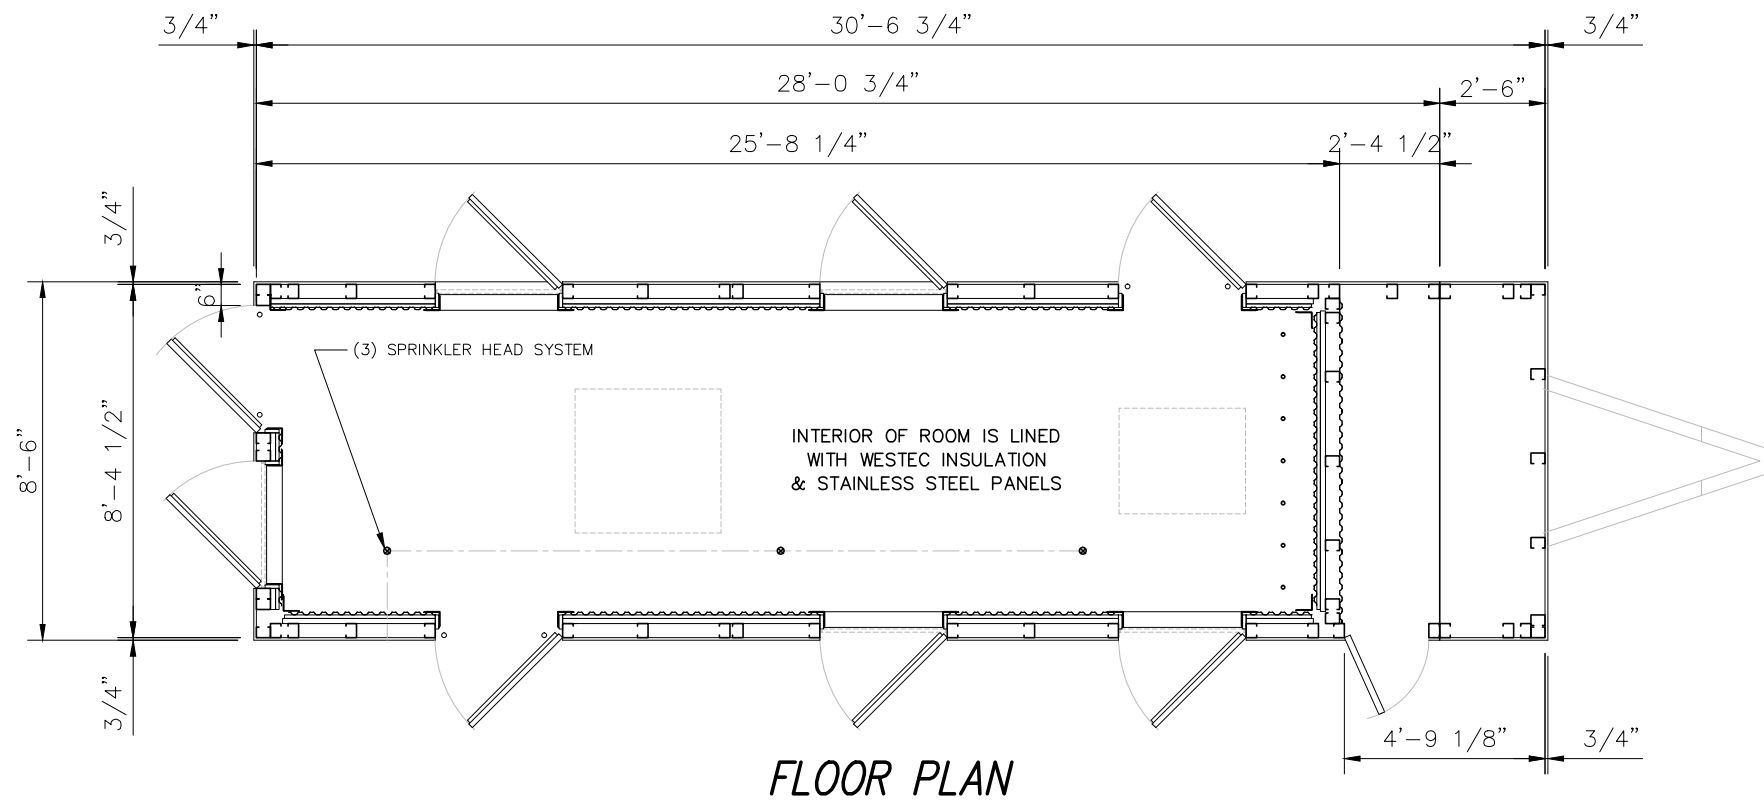 3/4”
30’-6 3/4”
3/4”
28’-0 3/4”
2’-6”
25’-8 1/4”
2’-4 1/2”
3/4”
6”
(3) SPRINKLER HEAD SYSTEM
8’-6”
8’-4 1/2”
INTERIOR OF ROOM IS LINED
WITH WESTEC INSULATION
& STAINLESS STEEL PANELS
3/4”
4’-9 1/8”
3/4”
FLOOR PLAN